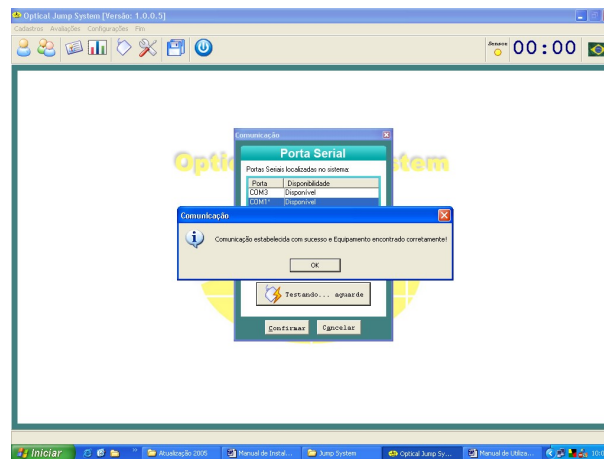 Optical Jump System [Versão: 1.0.0.5]
Cadastros Avaliações Configurações Fim
Sensor
00:00
Comunicação
Porta Serial
Portas Seriais localizadas no sistema:
Porta Disponibilidade
COM3 Disponível
COM1* Disponível
Comunicação
Comunicação estabelecida com sucesso e Equipamento encontrado corretamente!
OK
Testando... aguarde
Confirmar Cancelar
Iniciar Atualização 2005 Manual de Instal... Jump System Optical Jump Sy... Manual de Utiliza...